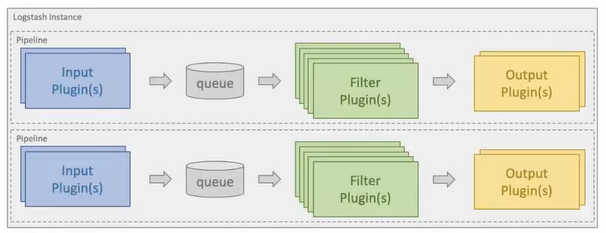 Logstash Instance
Pipeline
Input
Plugin(s)
queue
Filter
Plugin(s)
Output
Plugin(s)
Pipeline
Input
Plugin(s)
queue
Filter
Plugin(s)
Output
Plugin(s)